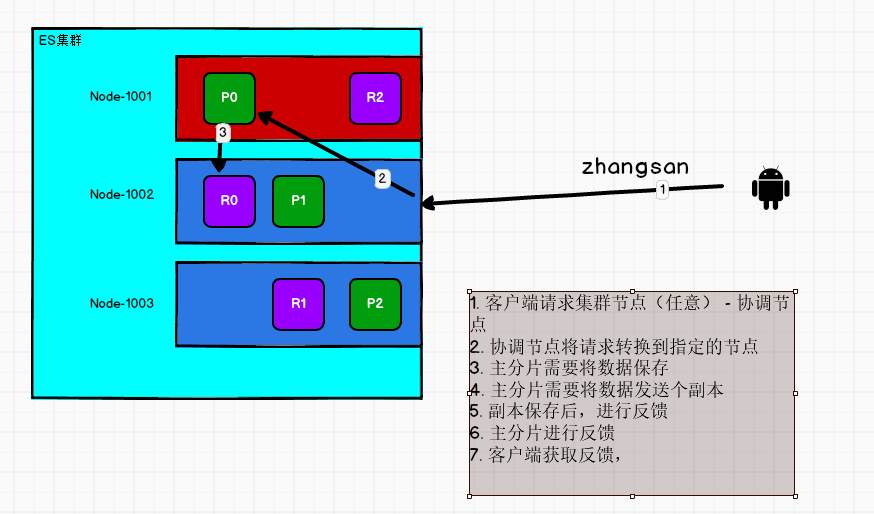 ES集群
Node-1001
P0
R2
3
2
zhangsan
1
Node-1002
R0
P1
Node-1003
R1
P2
1. 客户端请求集群节点（任意） - 协调节
点
2. 协调节点将请求转换到指定的节点
3. 主分片需要将数据保存
4. 主分片需要将数据发送个副本
5. 副本保存后，进行反馈
6. 主分片进行反馈
7. 客户端获取反馈，